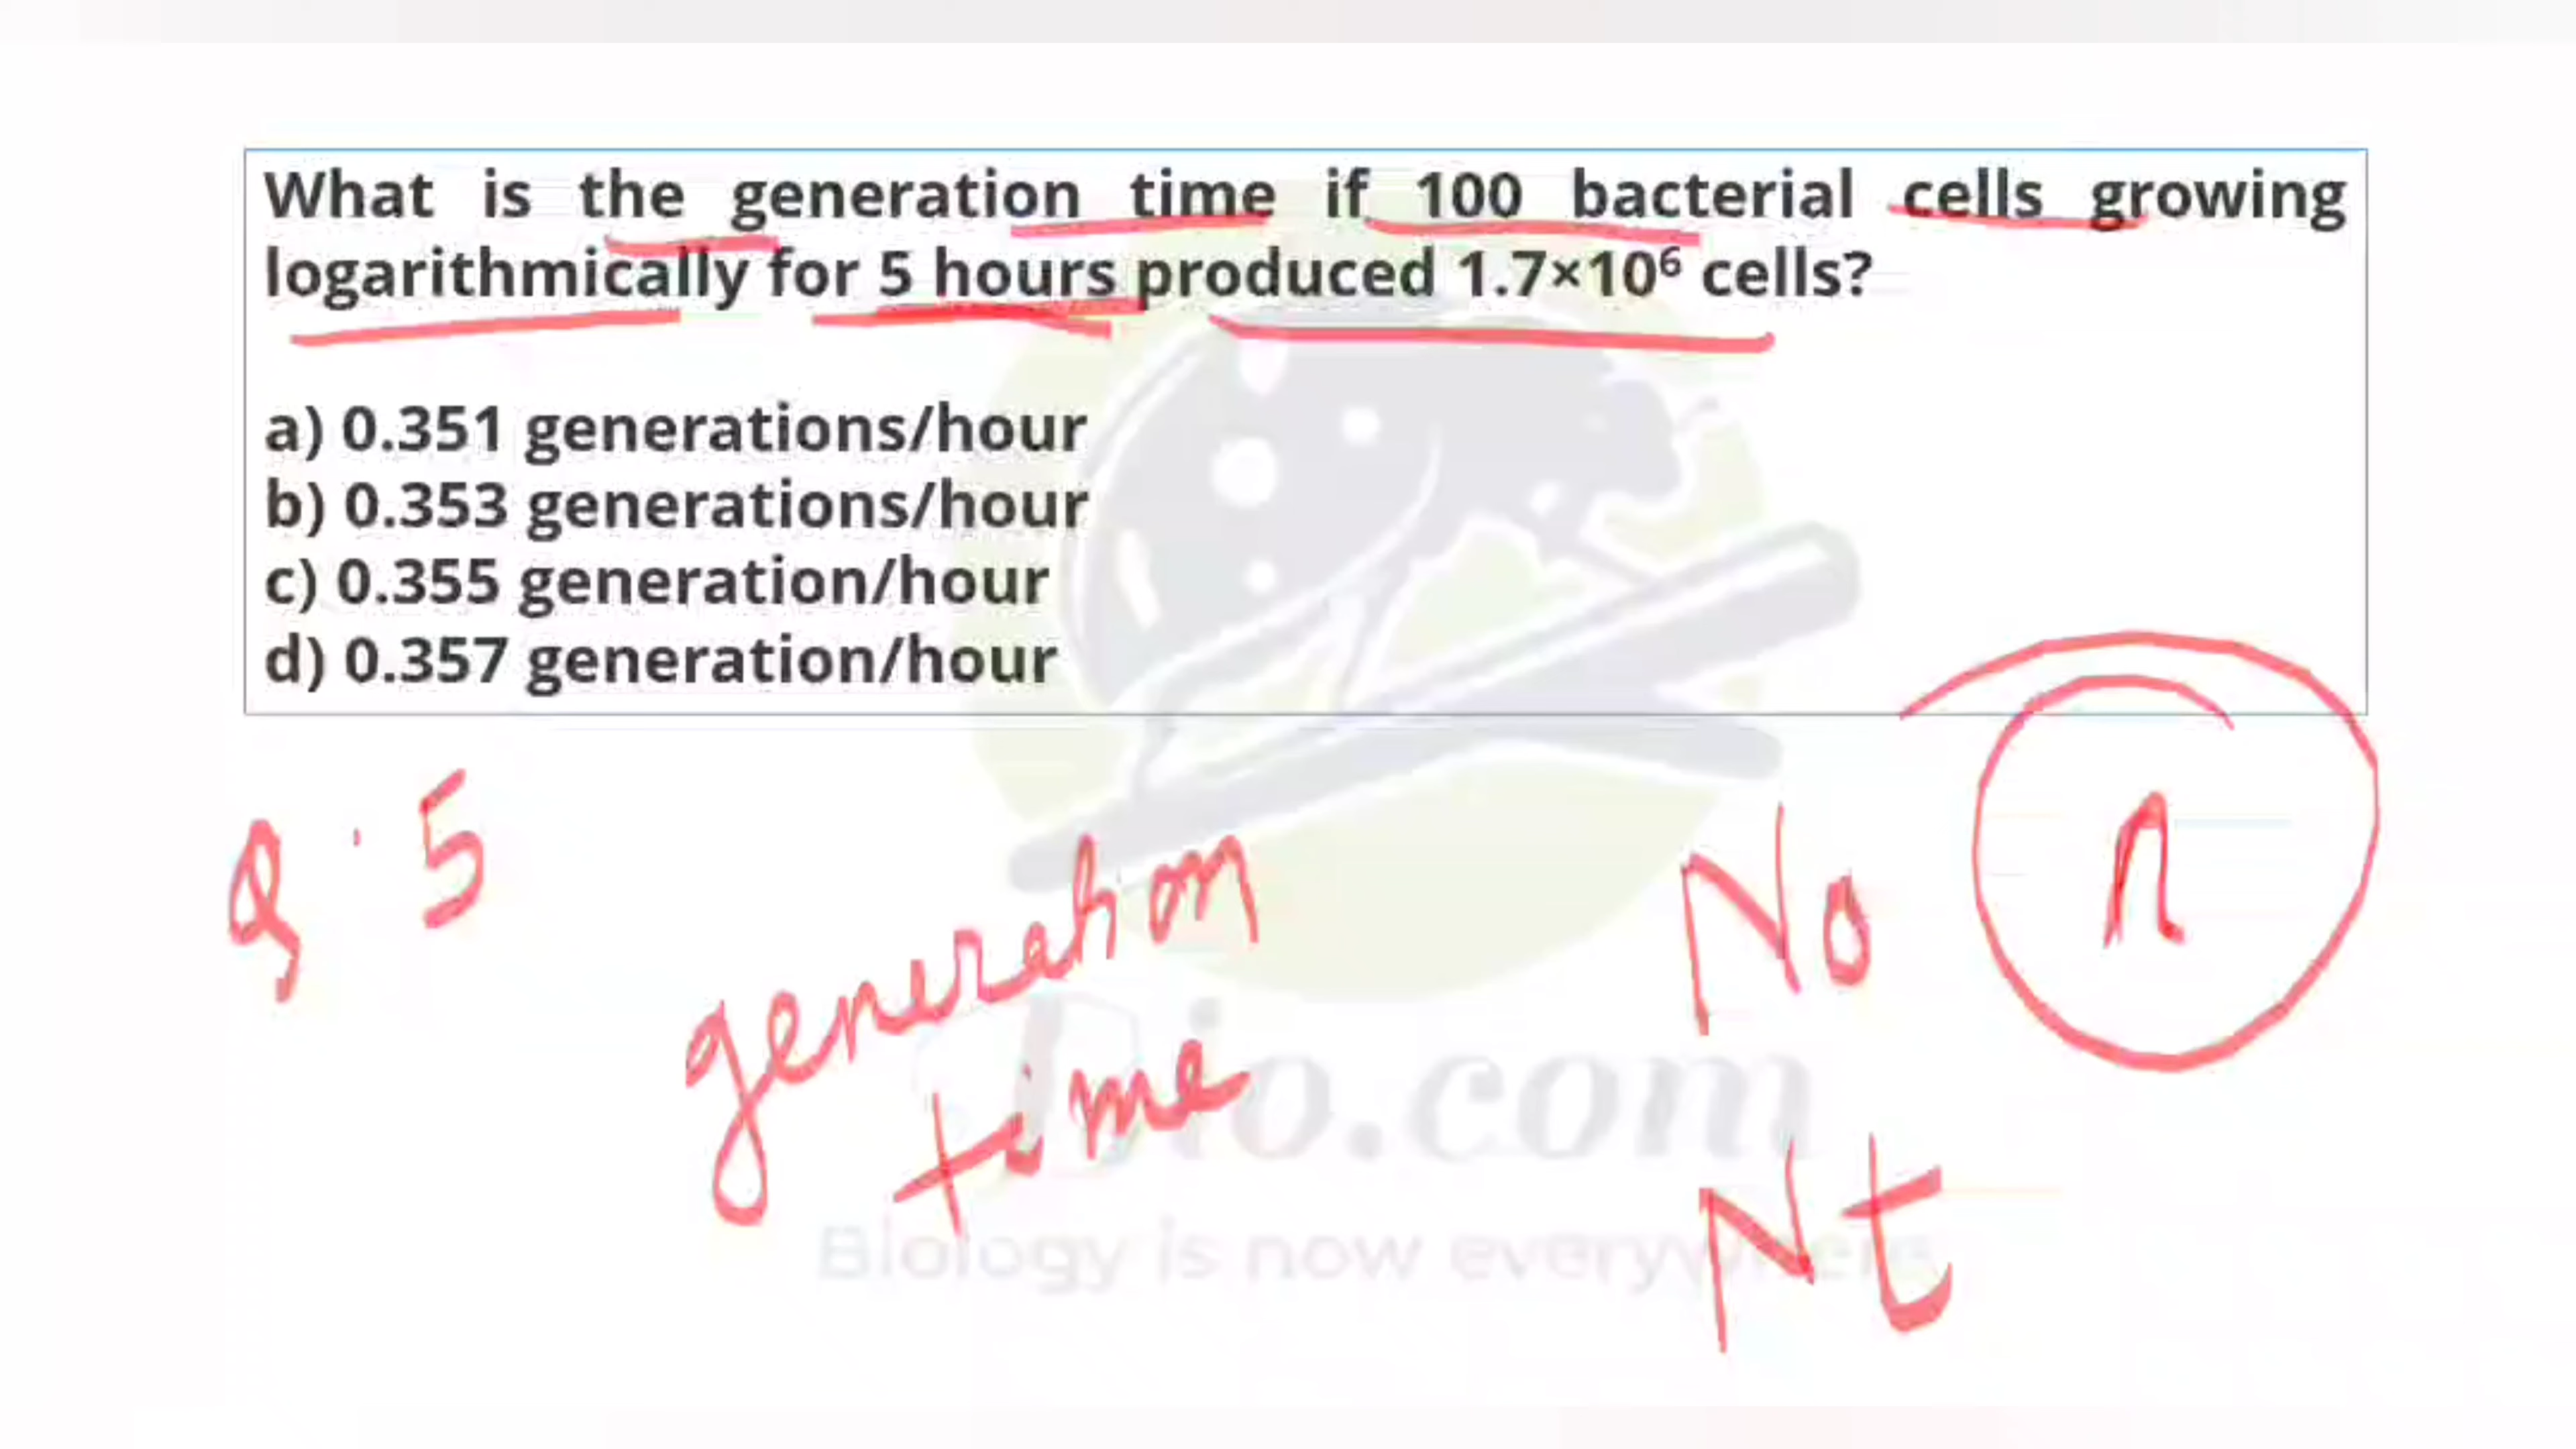 What is the generation time if 100 bacterial cells growing
logarithmically for 5 hours produced 1.7×10⁶ cells?
a) 0.351 generations/hour
b) 0.353 generations/hour
c) 0.355 generation/hour
d) 0.357 generation/hour
Q. 5
generation
time
No
n
Nt
io.com
Biology is now everywhere